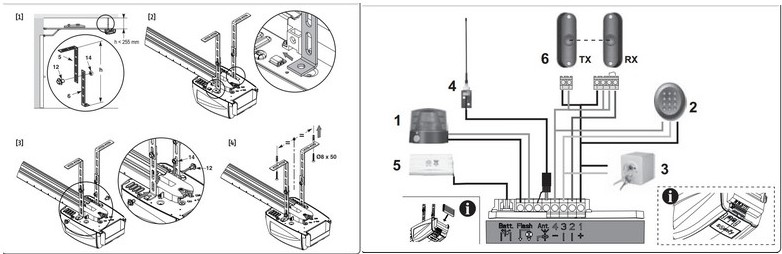 [1]
h < 255 mm
5
14
12
h
6
[2]
[3]
14
12
[4]
=
=
Ø8 x 50
6
TX
RX
4
1
2
5
3
i
i
Batt. Flash Ant. 4 3 2 1
− | | +